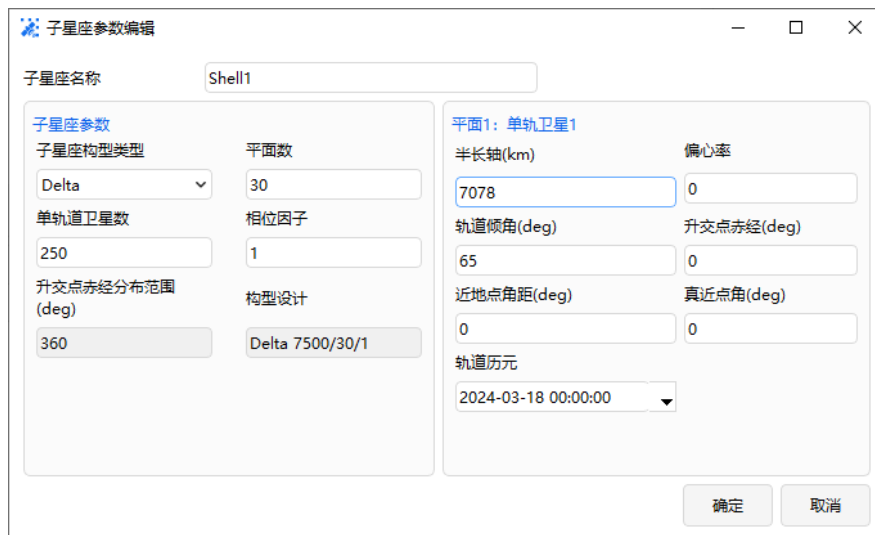 子星座参数编辑
子星座名称 Shell1
子星座参数
子星座构型类型 平面数
Delta 30
单轨道卫星数 相位因子
250 1
升交点赤经分布范围
(deg)
构型设计
360 Delta 7500/30/1
平面1：单轨卫星1
半长轴(km) 偏心率
7078 0
轨道倾角(deg) 升交点赤经(deg)
65 0
近地点角距(deg) 真近点角(deg)
0 0
轨道历元
2024-03-18 00:00:00
确定 取消